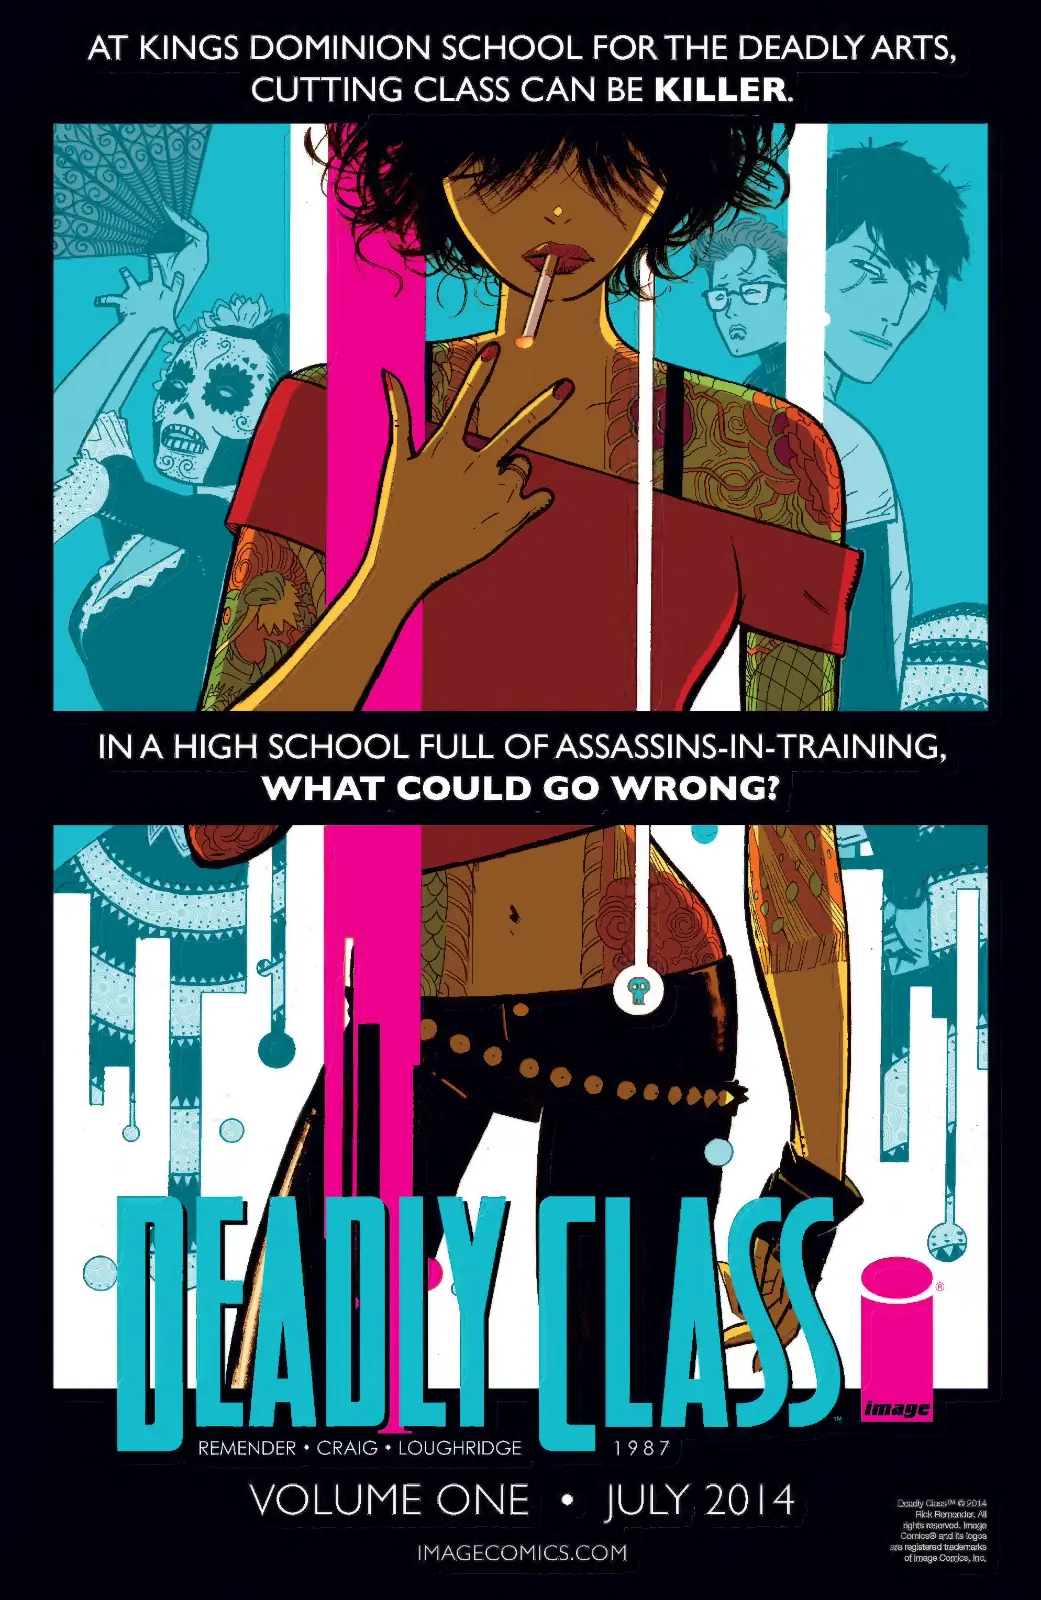 AT KINGS DOMINION SCHOOL FOR THE DEADLY ARTS,
CUTTING CLASS CAN BE KILLER.
IN A HIGH SCHOOL FULL OF ASSASSINS-IN-TRAINING,
WHAT COULD GO WRONG?
DEADLY CLASS™
image®
REMENDER • CRAIG • LOUGHRIDGE 1987
VOLUME ONE • JULY 2014
IMAGECOMICS.COM
Deadly Class™ © 2014
Rick Remender. All
rights reserved. Image
Comics® and its logos
are registered trademarks
of Image Comics, Inc.